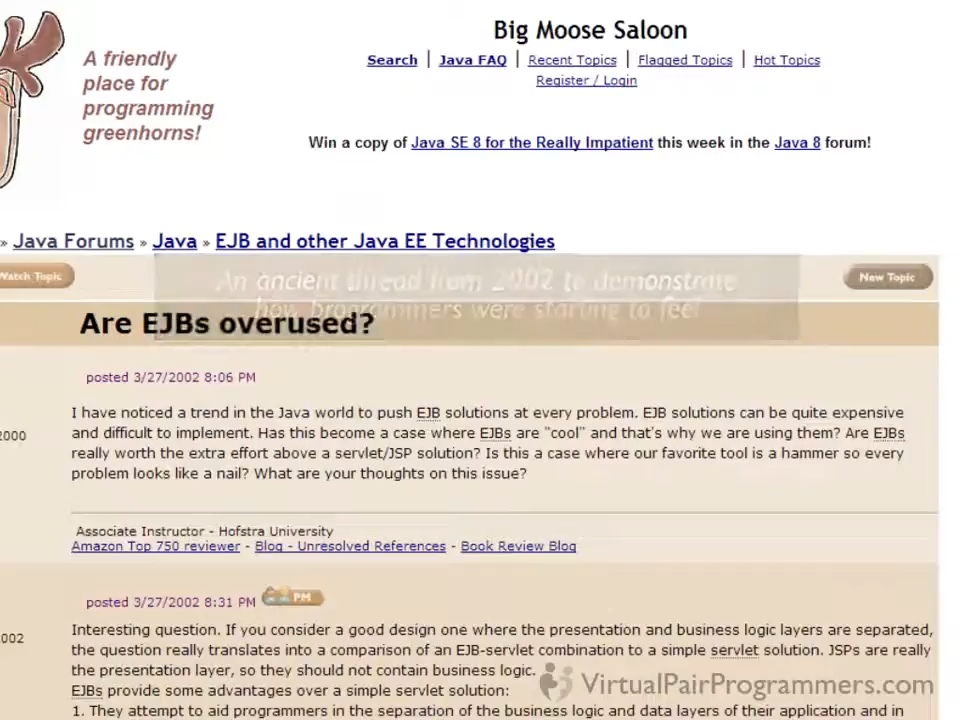 Big Moose Saloon
A friendly
place for
programming
greenhorns!
Search | Java FAQ | Recent Topics | Flagged Topics | Hot Topics
Register / Login
Win a copy of Java SE 8 for the Really Impatient this week in the Java 8 forum!
» Java Forums » Java » EJB and other Java EE Technologies
Watch Topic
New Topic
An ancient thread from 2002 to demonstrate
how programmers were starting to feel
Are EJBs overused?
posted 3/27/2002 8:06 PM
2000
I have noticed a trend in the Java world to push EJB solutions at every problem. EJB solutions can be quite expensive
and difficult to implement. Has this become a case where EJBs are "cool" and that's why we are using them? Are EJBs
really worth the extra effort above a servlet/JSP solution? Is this a case where our favorite tool is a hammer so every
problem looks like a nail? What are your thoughts on this issue?
Associate Instructor - Hofstra University
Amazon Top 750 reviewer - Blog - Unresolved References - Book Review Blog
posted 3/27/2002 8:31 PM PM
2002
Interesting question. If you consider a good design one where the presentation and business logic layers are separated,
the question really translates into a comparison of an EJB-servlet combination to a simple servlet solution. JSPs are really
the presentation layer, so they should not contain business logic.
EJBs provide some advantages over a simple servlet solution:
1. They attempt to aid programmers in the separation of the business logic and data layers of their application and in
VirtualPairProgrammers.com